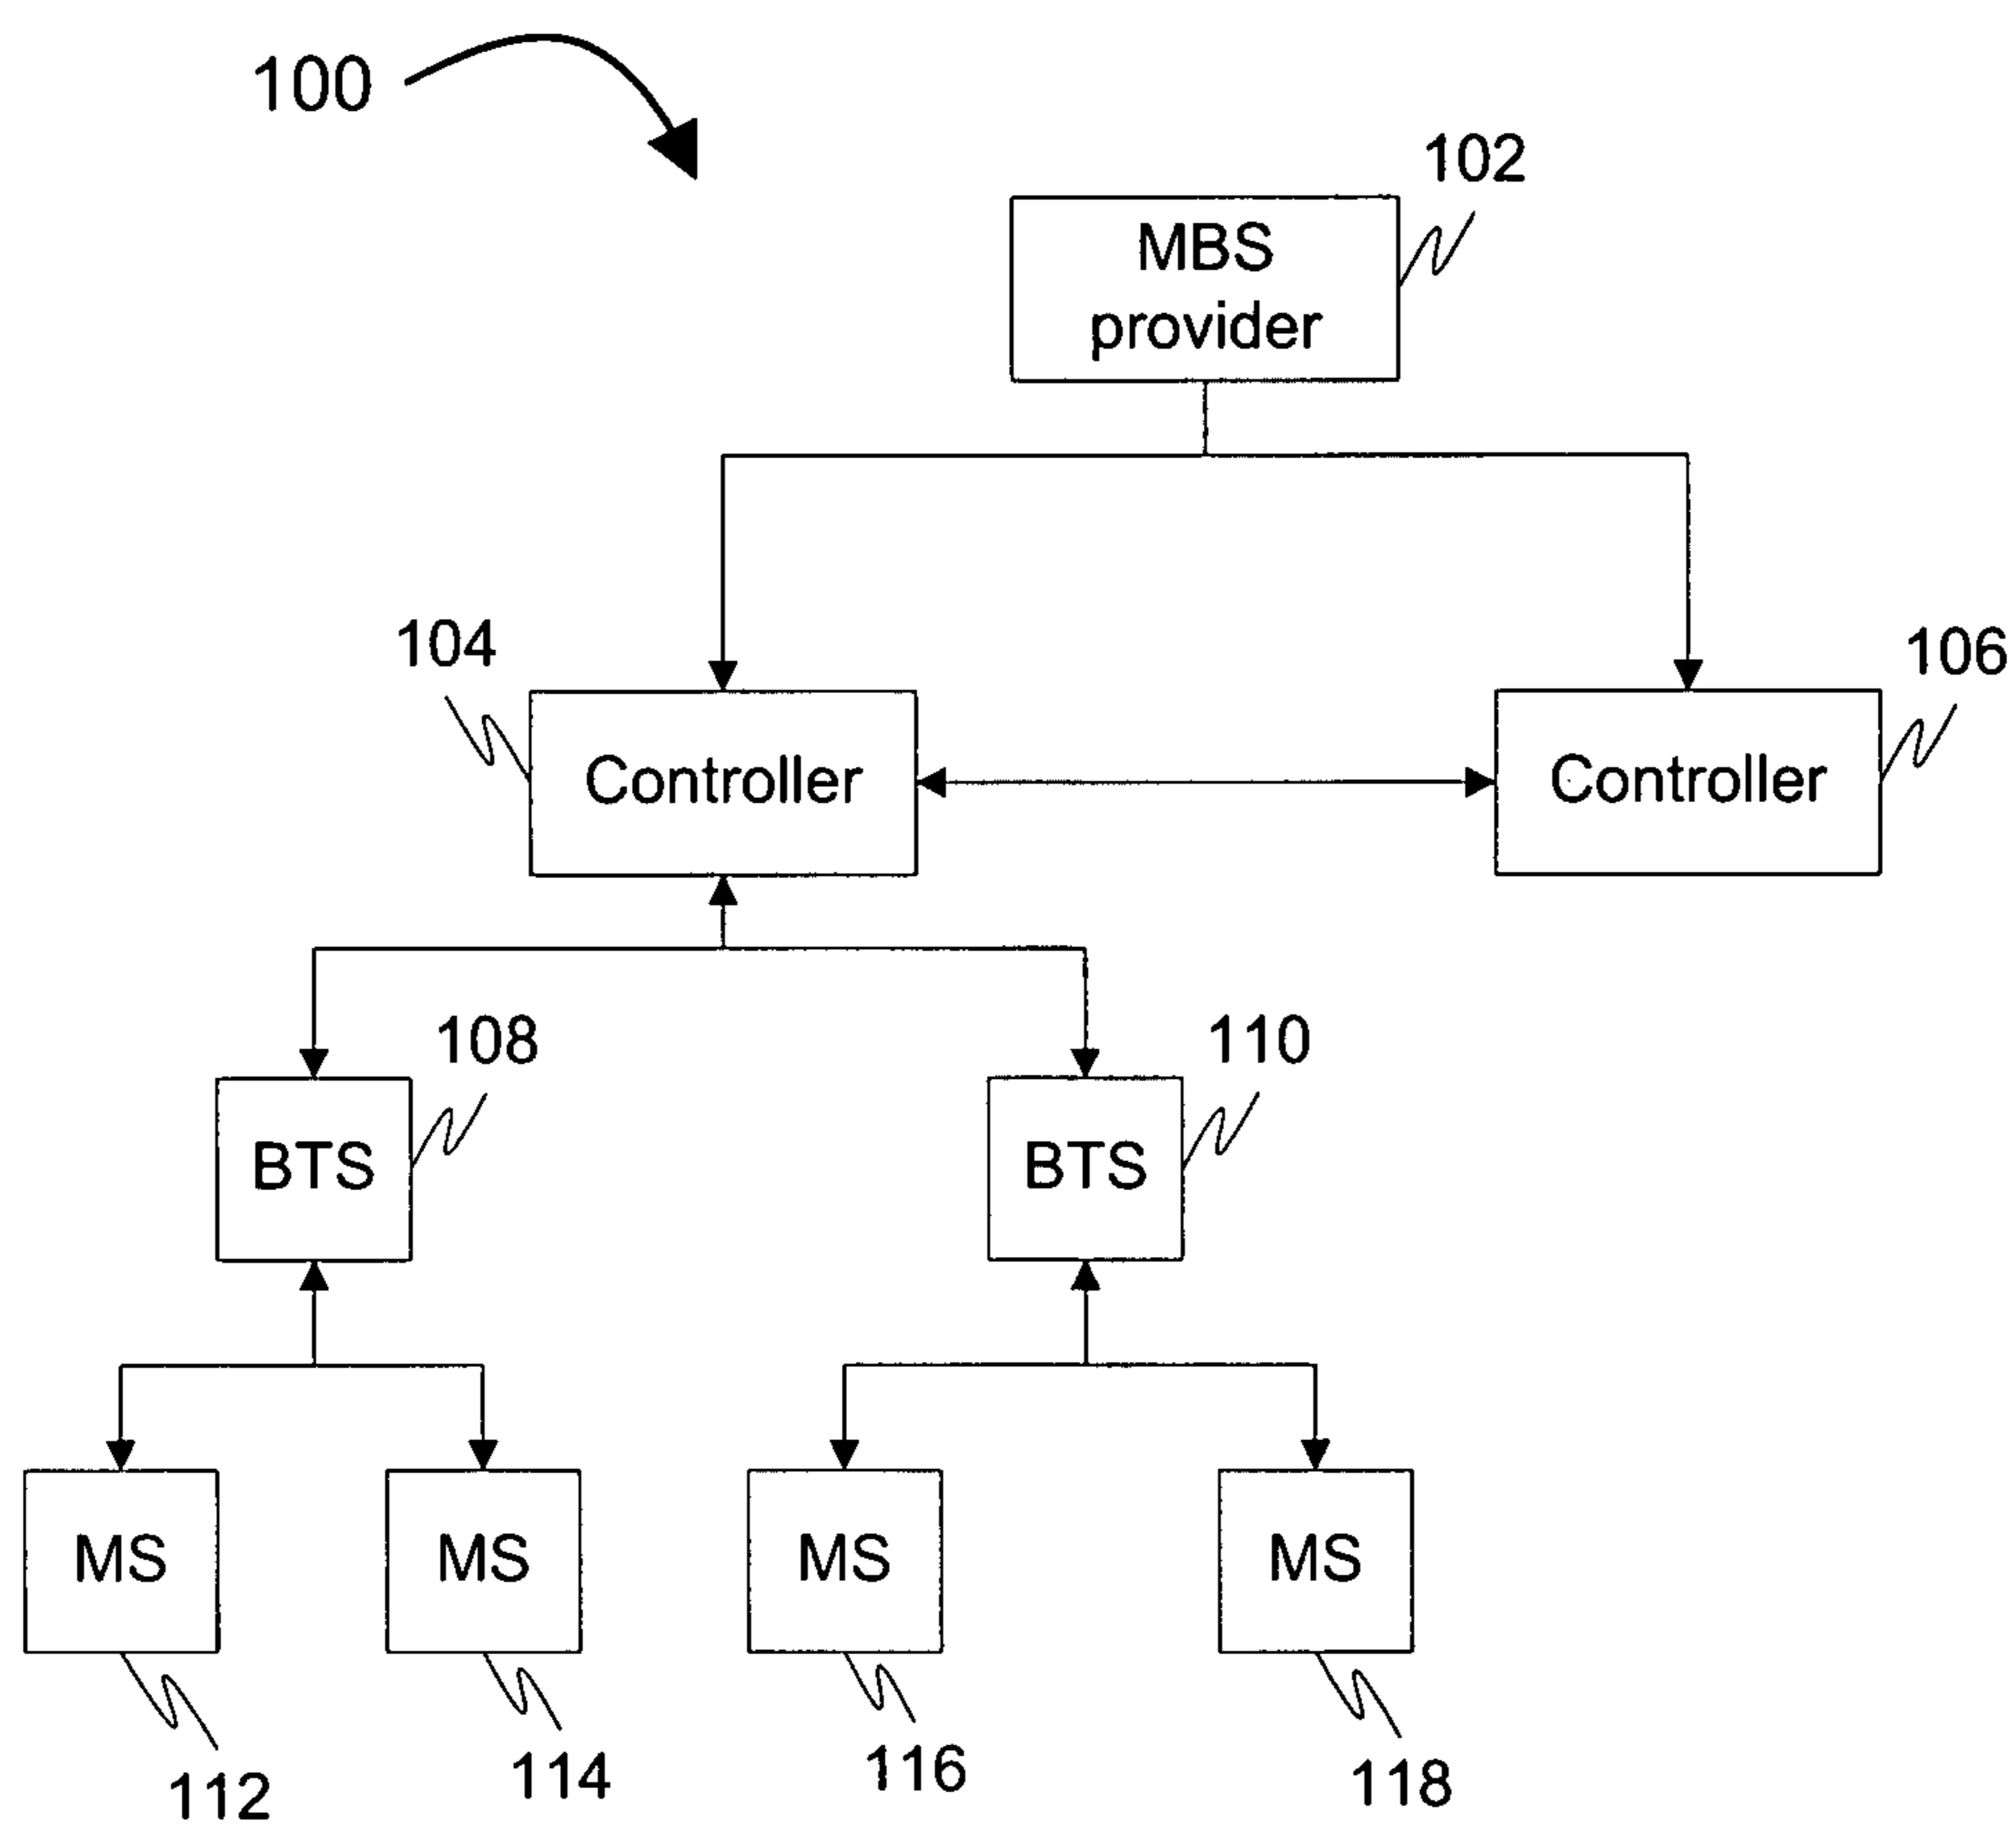 100
102
MBS
provider
104
106
Controller
Controller
108
110
BTS
BTS
MS
MS
MS
MS
112
114
116
118